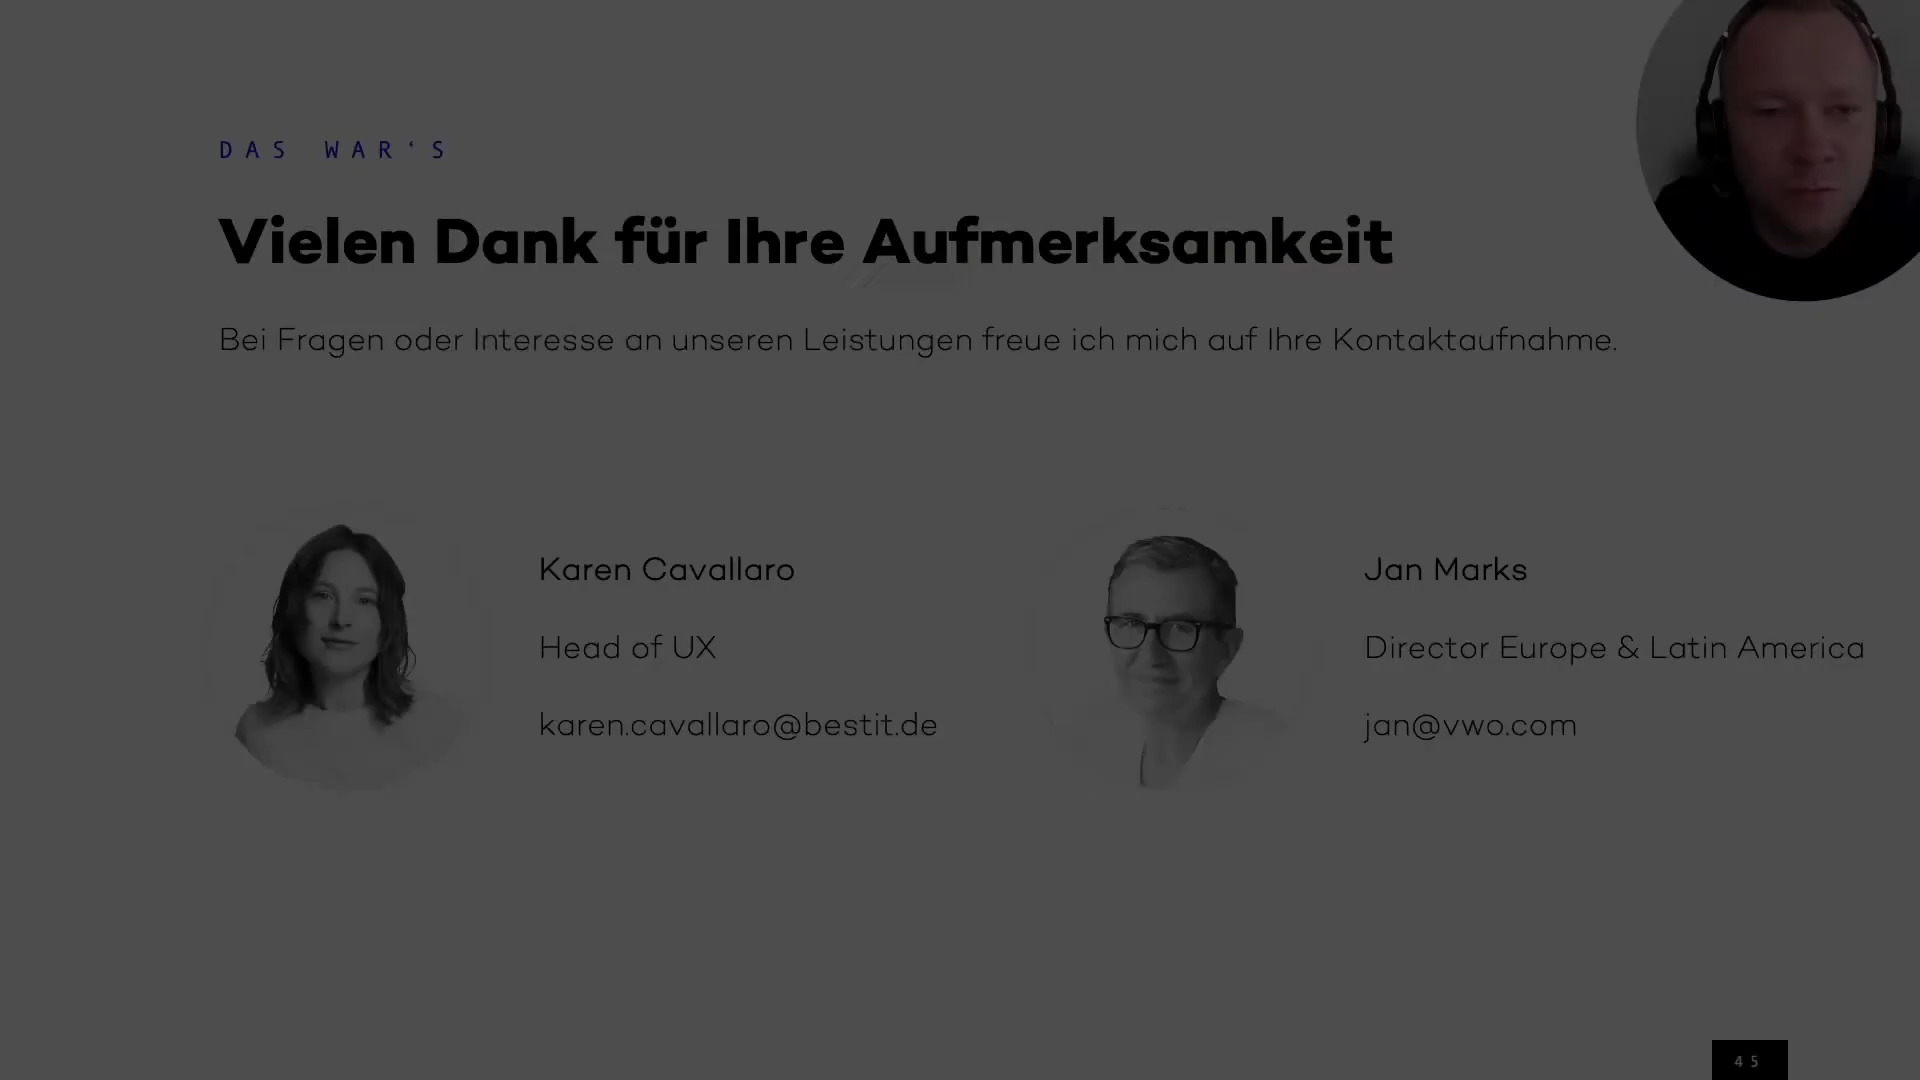 DAS WAR‘S
Vielen Dank für Ihre Aufmerksamkeit
Bei Fragen oder Interesse an unseren Leistungen freue ich mich auf Ihre Kontaktaufnahme.
Karen Cavallaro
Head of UX
karen.cavallaro@bestit.de
Jan Marks
Director Europe & Latin America
jan@vwo.com
45